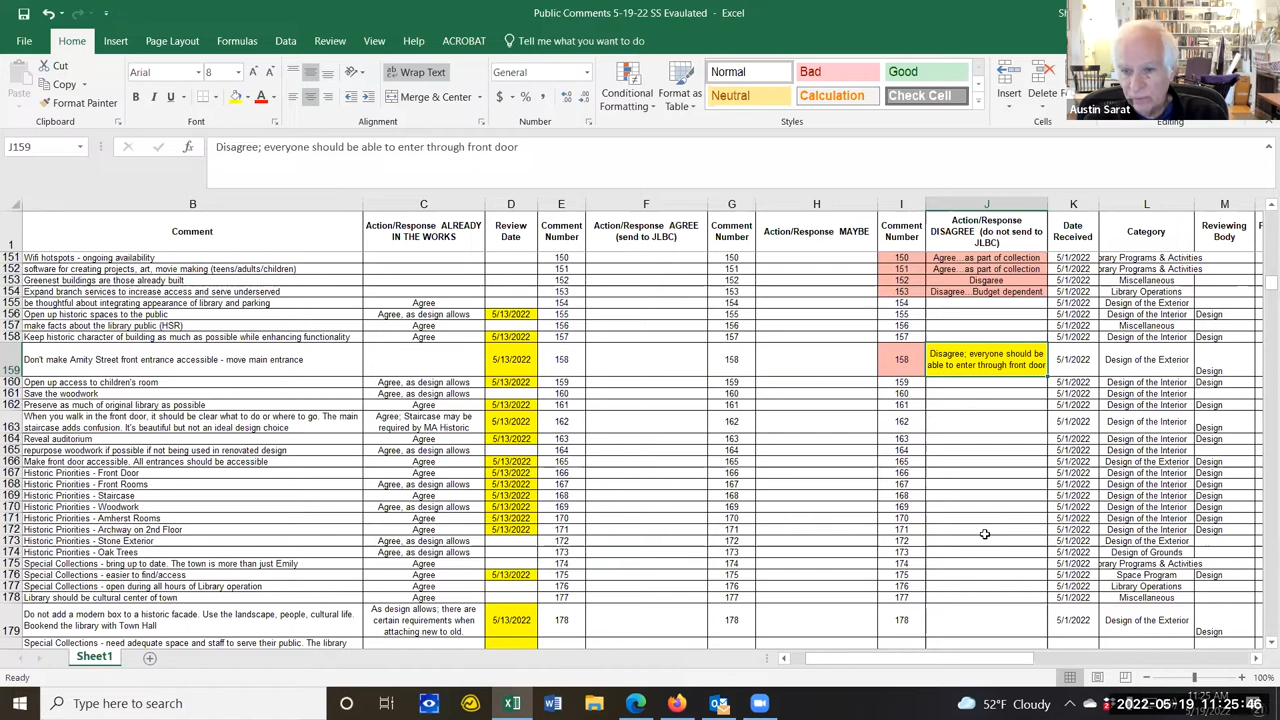 Public Comments 5-19-22 SS Evaulated - Excel
File Home Insert Page Layout Formulas Data Review View Help ACROBAT Tell me what you want to do
Paste Cut Copy Format Painter Clipboard
Arial 8 B I U A Font
Wrap Text Merge & Center Alignment
General $ % , Number
Conditional Formatting Format as Table
Normal Bad Good
Neutral Calculation Check Cell
Styles
Insert Delete Cells
Editing
Austin Sarat
J159 fx Disagree; everyone should be able to enter through front door
B C D E F G H I J K L M
1 Comment Action/Response ALREADY IN THE WORKS Review Date Comment Number Action/Response AGREE (send to JLBC) Comment Number Action/Response MAYBE Comment Number Action/Response DISAGREE (do not send to JLBC) Date Received Category Reviewing Body
151 Wifi hotspots - ongoing availability 150 150 150 Agree...as part of collection 5/1/2022 brary Programs & Activities
152 software for creating projects, art, movie making (teens/adults/children) 151 151 151 Agree...as part of collection 5/1/2022 brary Programs & Activities
153 Greenest buildings are those already built 152 152 152 Disgaree 5/1/2022 Miscellaneous
154 Expand branch services to increase access and serve underserved 153 153 153 Disagree...Budget dependent 5/1/2022 Library Operations
155 be thoughtful about integrating appearance of library and parking Agree 154 154 154 5/1/2022 Design of the Exterior
156 Open up historic spaces to the public Agree, as design allows 5/13/2022 155 155 155 5/1/2022 Design of the Interior Design
157 make facts about the library public (HSR) Agree 156 156 156 5/1/2022 Miscellaneous
158 Keep historic character of building as much as possible while enhancing functionality Agree 5/13/2022 157 157 157 5/1/2022 Design of the Interior Design
159 Don't make Amity Street front entrance accessible - move main entrance 5/13/2022 158 158 158 Disagree; everyone should be able to enter through front door 5/1/2022 Design of the Exterior Design
160 Open up access to children's room Agree, as design allows 5/13/2022 159 159 159 5/1/2022 Design of the Interior Design
161 Save the woodwork Agree, as design allows 160 160 160 5/1/2022 Design of the Interior
162 Preserve as much of original library as possible Agree 5/13/2022 161 161 161 5/1/2022 Design of the Interior Design
163 When you walk in the front door, it should be clear what to do or where to go. The main staircase adds confusion. It's beautiful but not an ideal design choice Agree; Staircase may be required by MA Historic 5/13/2022 162 162 162 5/1/2022 Design of the Interior Design
164 Reveal auditorium Agree 5/13/2022 163 163 163 5/1/2022 Design of the Interior Design
165 repurpose woodwork if possible if not being used in renovated design Agree 164 164 164 5/1/2022 Design of the Interior
166 Make front door accessible. All entrances should be accessible Agree 5/13/2022 165 165 165 5/1/2022 Design of the Exterior Design
167 Historic Priorities - Front Door Agree 5/13/2022 166 166 166 5/1/2022 Design of the Interior Design
168 Historic Priorities - Front Rooms Agree 5/13/2022 167 167 167 5/1/2022 Design of the Interior Design
169 Historic Priorities - Staircase Agree 5/13/2022 168 168 168 5/1/2022 Design of the Interior Design
170 Historic Priorities - Woodwork Agree, as design allows 5/13/2022 169 169 169 5/1/2022 Design of the Interior Design
171 Historic Priorities - Amherst Rooms Agree 5/13/2022 170 170 170 5/1/2022 Design of the Interior Design
172 Historic Priorities - Archway on 2nd Floor Agree 5/13/2022 171 171 171 5/1/2022 Design of the Interior Design
173 Historic Priorities - Stone Exterior Agree, as design allows 172 172 172 5/1/2022 Design of the Exterior
174 Historic Priorities - Oak Trees Agree, as design allows 173 173 173 5/1/2022 Design of Grounds
175 Special Collections - bring up to date. The town is more than just Emily Agree 174 174 174 5/1/2022 brary Programs & Activities
176 Special Collections - easier to find/access Agree 5/13/2022 175 175 175 5/1/2022 Space Program Design
177 Special Collections - open during all hours of Library operation Agree 176 176 176 5/1/2022 Library Operations
178 Library should be cultural center of town Agree 177 177 177 5/1/2022 Miscellaneous
179 Do not add a modern box to a historic facade. Use the landscape, people, cultural life. Bookend the library with Town Hall As design allows; there are certain requirements when attaching new to old. 5/13/2022 178 178 178 5/1/2022 Design of the Exterior Design
Special Collections - need adequate space and staff to serve their public. The library
Sheet1
Ready 100%
Type here to search 52°F Cloudy 2022-05-19 11:25:46